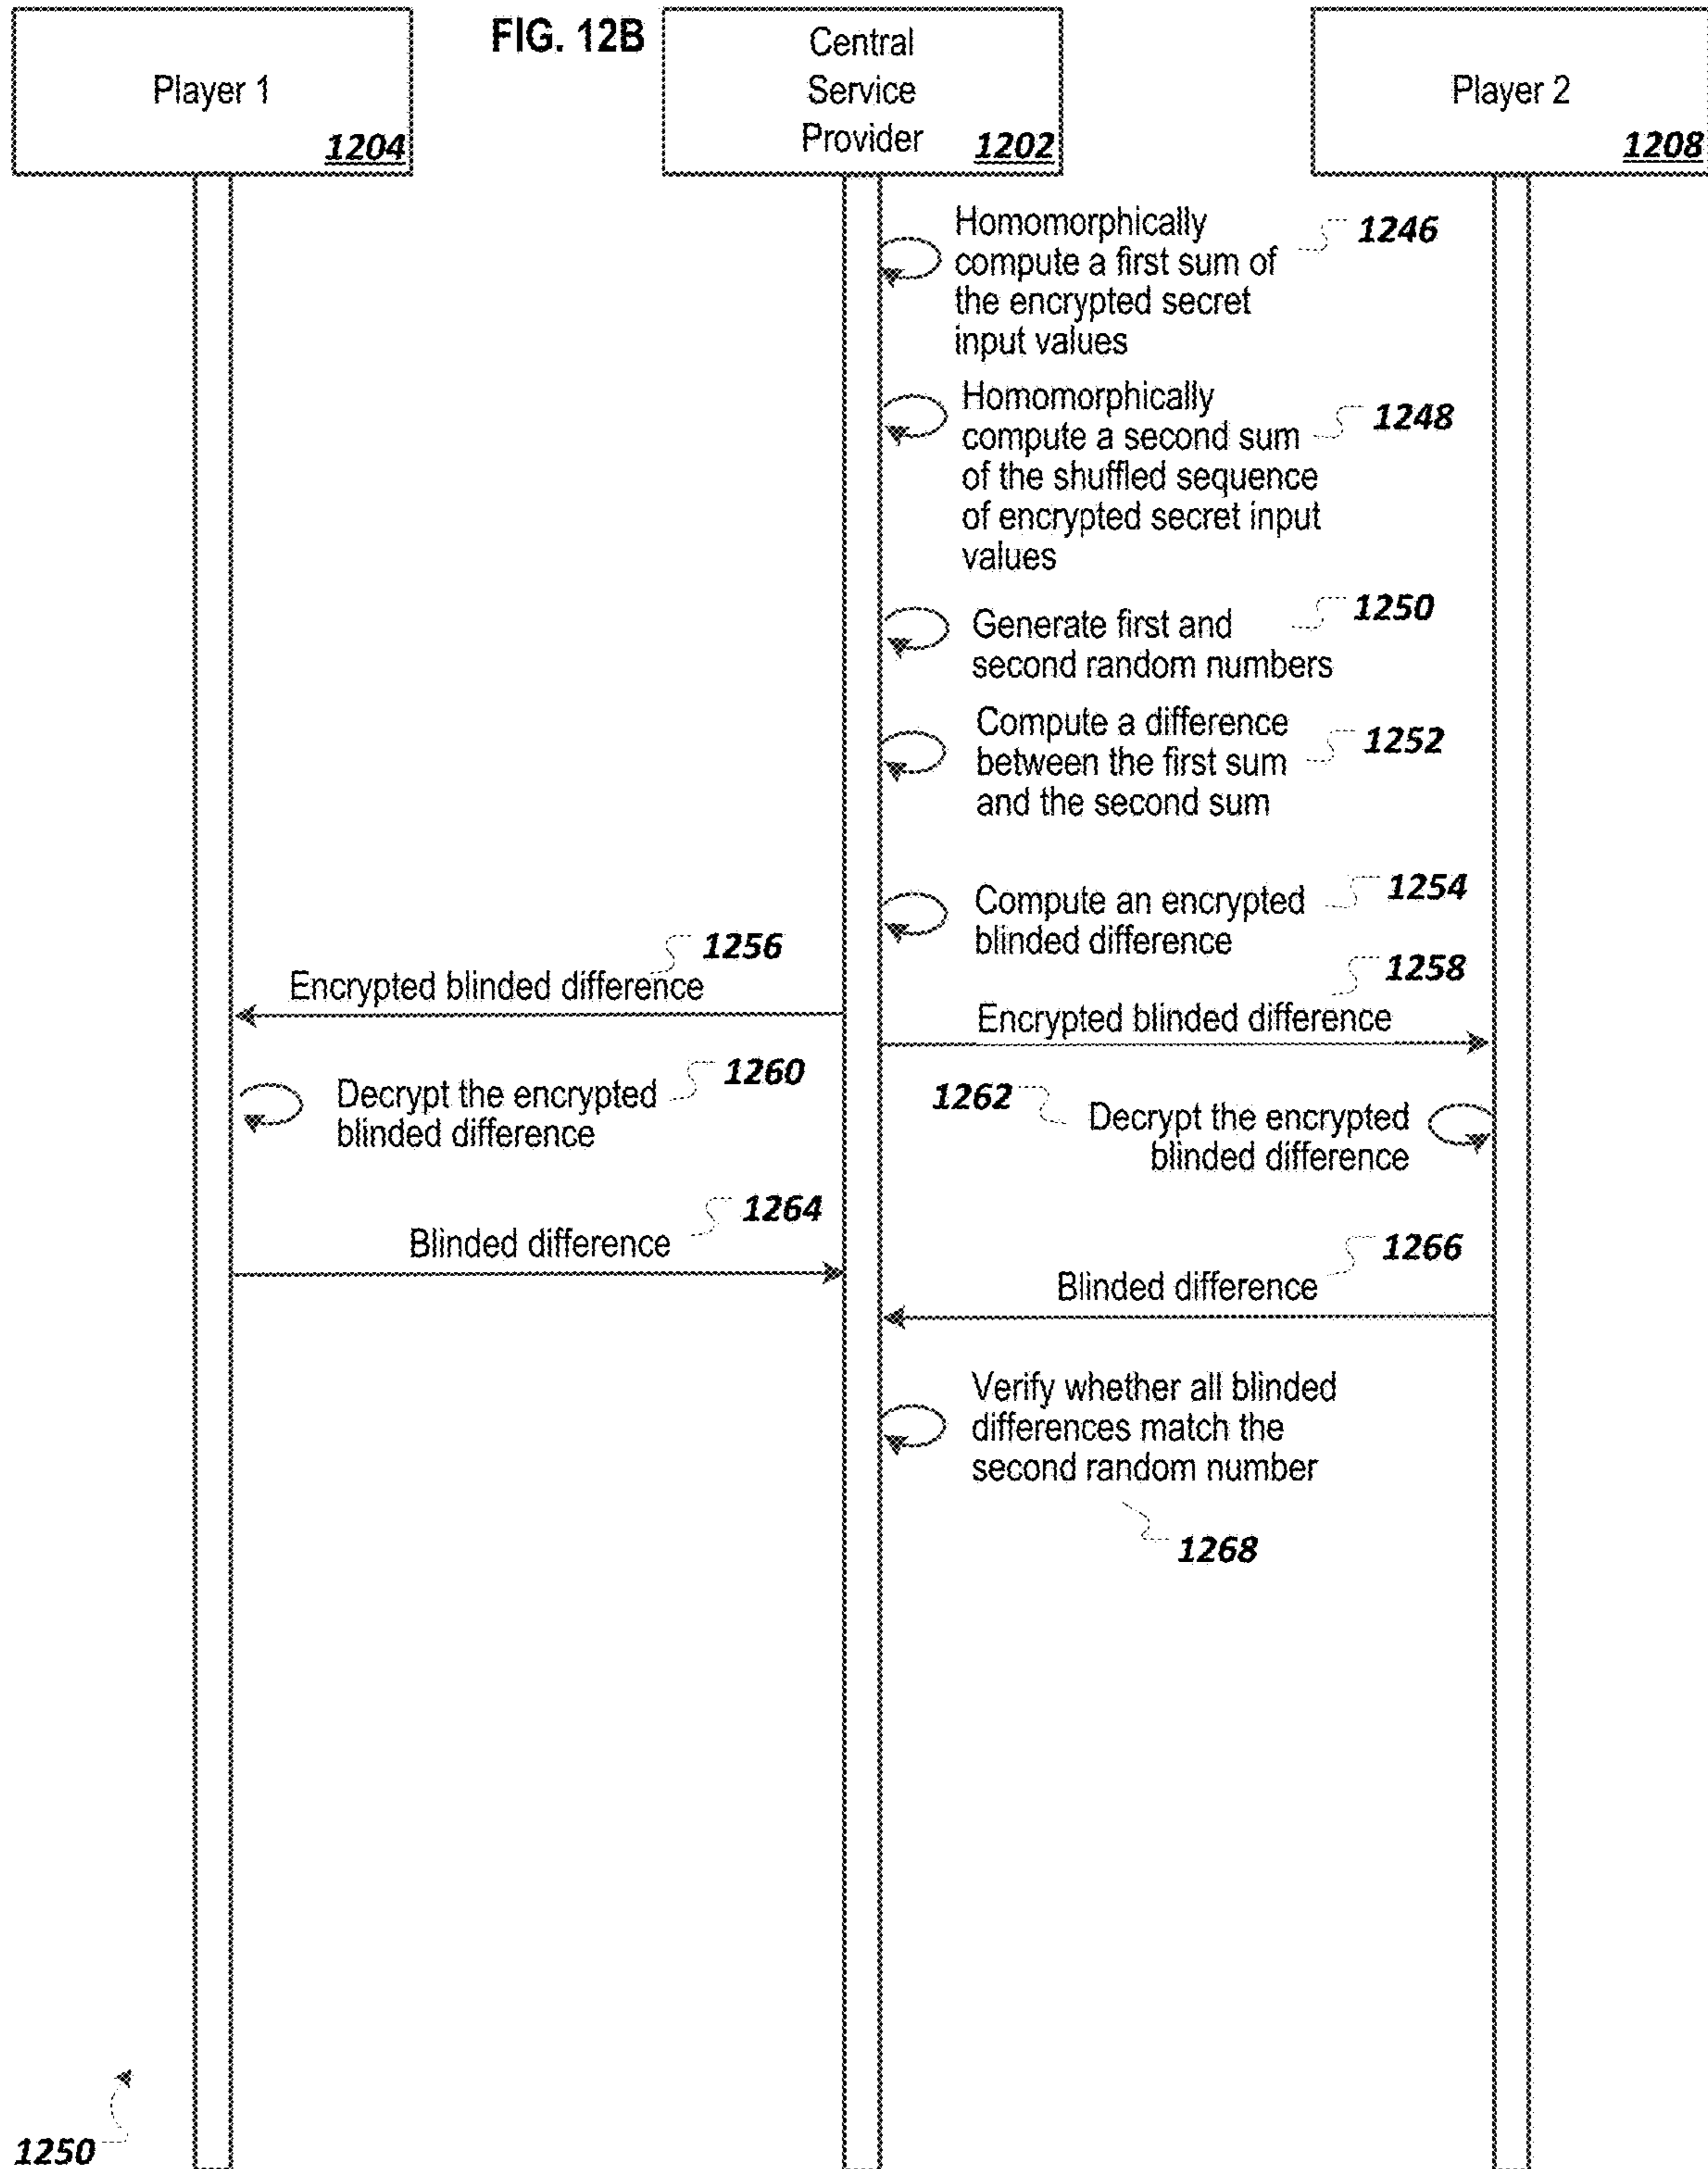 FIG. 12B
Player 1
1204
Central
Service
Provider
1202
Player 2
1208
Homomorphically
compute a first sum of
the encrypted secret
input values
1246
Homomorphically
compute a second sum
of the shuffled sequence
of encrypted secret input
values
1248
Generate first and
second random numbers
1250
Compute a difference
between the first sum
and the second sum
1252
Compute an encrypted
blinded difference
1254
1256
Encrypted blinded difference
1258
Encrypted blinded difference
Decrypt the encrypted
blinded difference
1260
1262
Decrypt the encrypted
blinded difference
1264
Blinded difference
1266
Blinded difference
Verify whether all blinded
differences match the
second random number
1268
1250